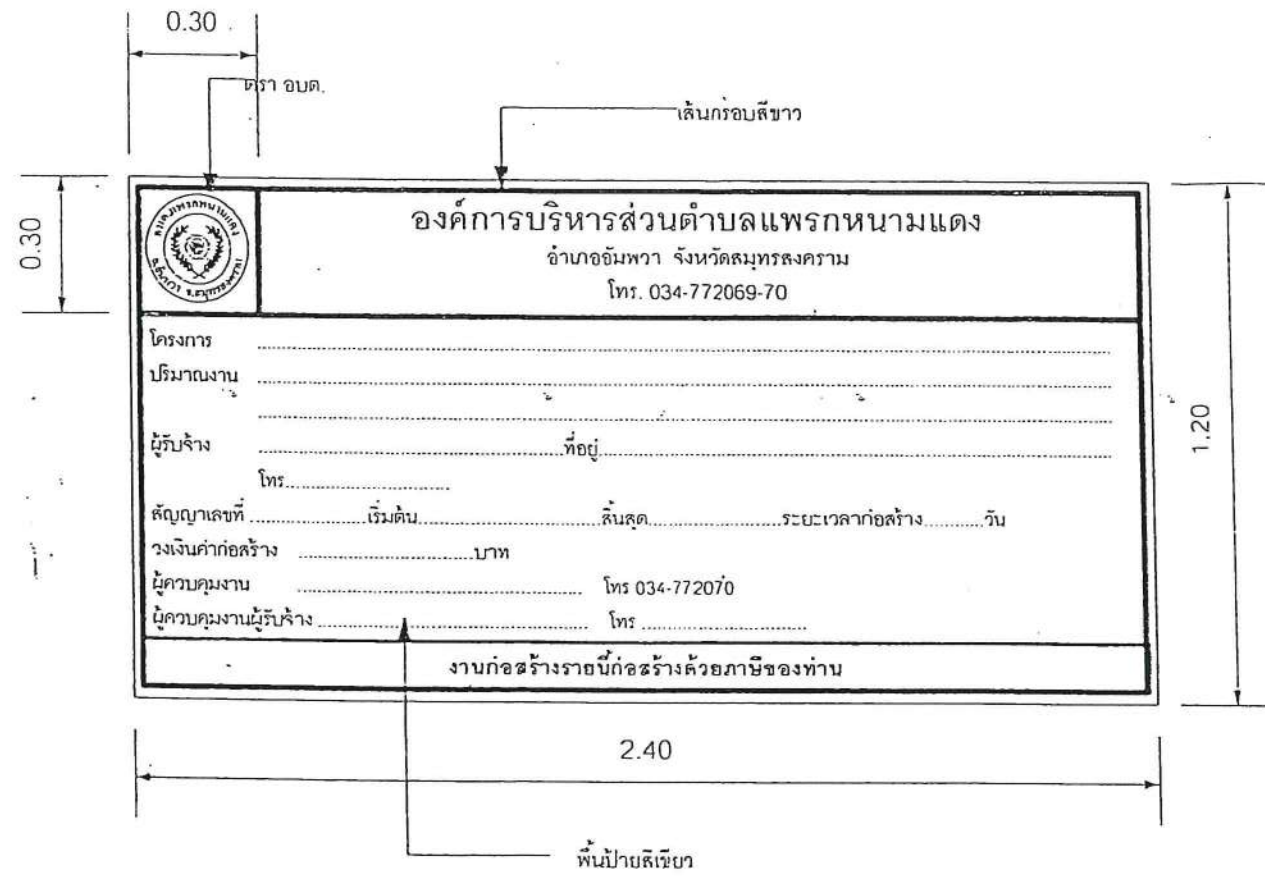 0.30
ตรา อบต.
เส้นกรอบสีขาว
0.30
องค์การบริหารส่วนตำบลแพรกหนามแดง
อำเภออัมพวา จังหวัดสมุทรสงคราม
โทร. 034-772069-70
โครงการ
ปริมาณงาน
ผู้รับจ้าง ที่อยู่
โทร
สัญญาเลขที่ เริ่มต้น สิ้นสุด ระยะเวลาก่อสร้าง วัน
วงเงินค่าก่อสร้าง บาท
ผู้ควบคุมงาน โทร 034-772070
ผู้ควบคุมงานผู้รับจ้าง โทร
งานก่อสร้างรายนี้ก่อสร้างด้วยภาษีของท่าน
1.20
2.40
พื้นป้ายสีเขียว